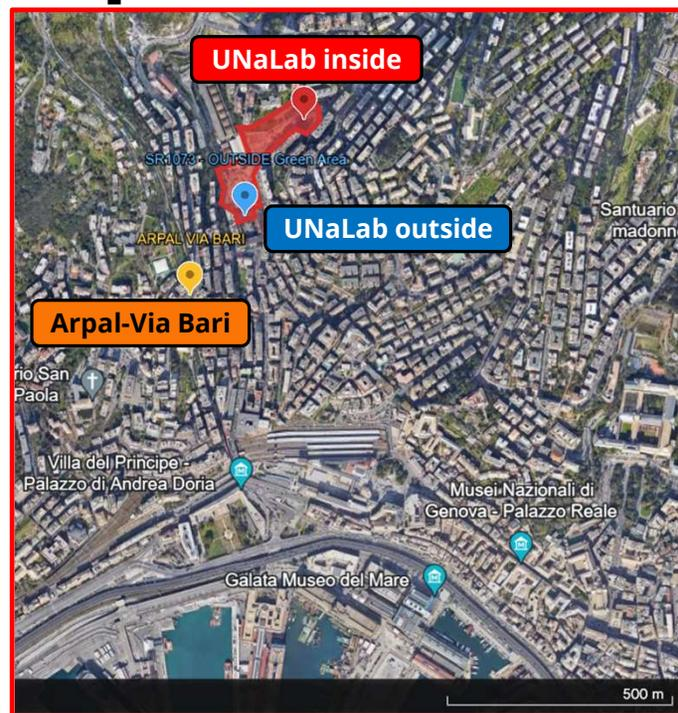 UNaLab inside
SR1073 - OUTSIDE Green Area
UNaLab outside
Santuario
madonn
ARPAL VIA BARI
Arpal-Via Bari
rio San
Paola
Villa del Principe -
Palazzo di Andrea Doria
Musei Nazionali di
Genova - Palazzo Reale
Galata Museo del Mare
500 m